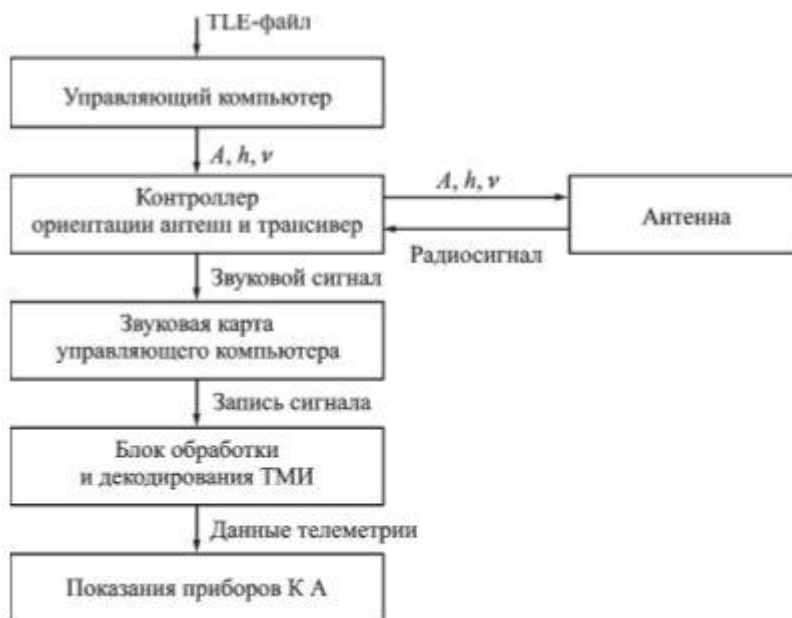 TLE-файл
Управляющий компьютер
A, h, ν
Контроллер
ориентации антенн и трансивер
A, h, ν
Антенна
Радиосигнал
Звуковой сигнал
Звуковая карта
управляющего компьютера
Запись сигнала
Блок обработки
и декодирования ТМИ
Данные телеметрии
Показания приборов К А